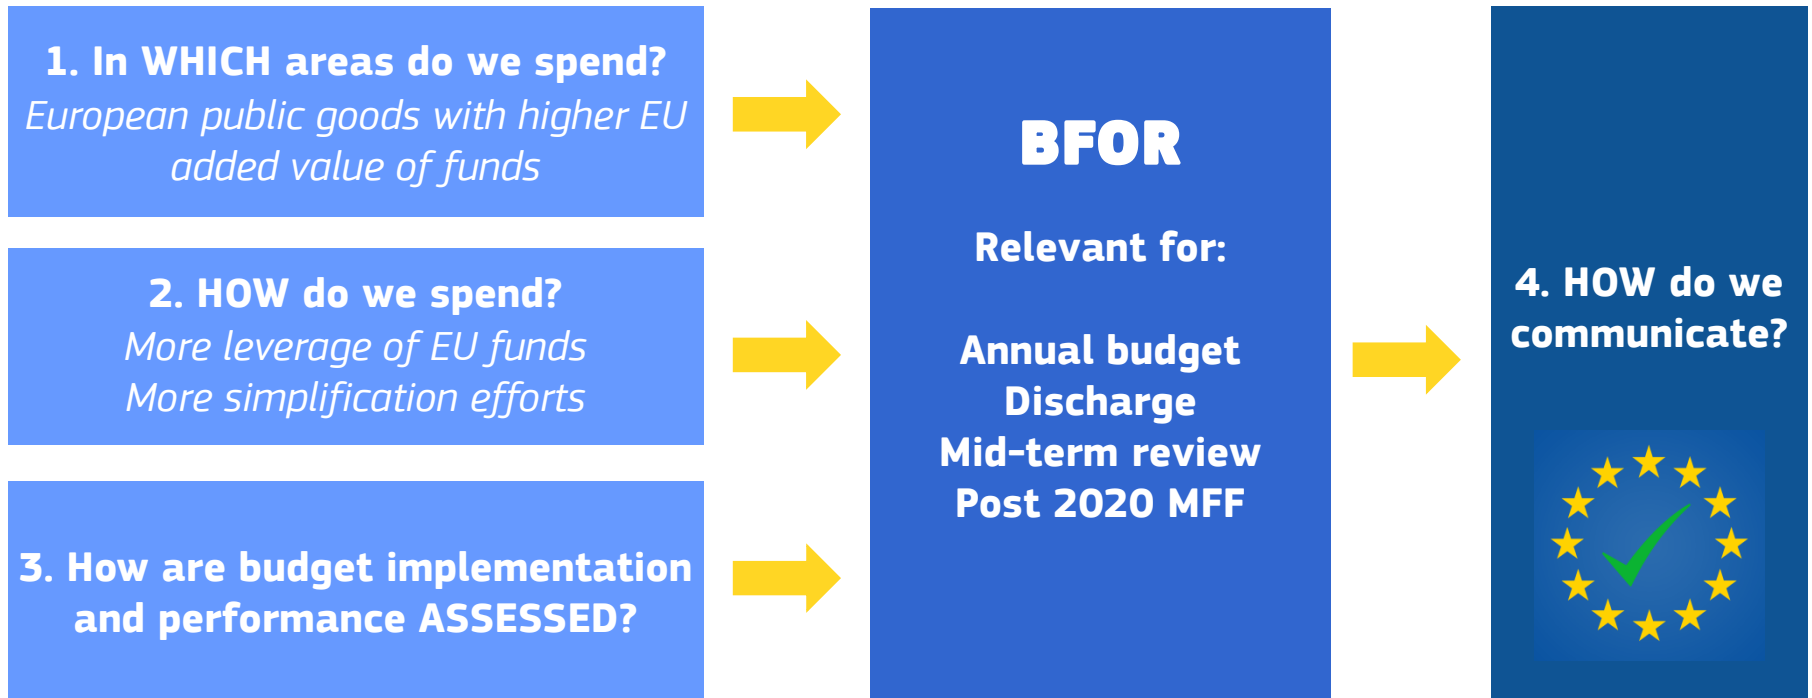 1. In WHICH areas do we spend?
European public goods with higher EU
added value of funds
2. HOW do we spend?
More leverage of EU funds
More simplification efforts
3. How are budget implementation
and performance ASSESSED?
BFOR
Relevant for:
Annual budget
Discharge
Mid-term review
Post 2020 MFF
4. HOW do we
communicate?